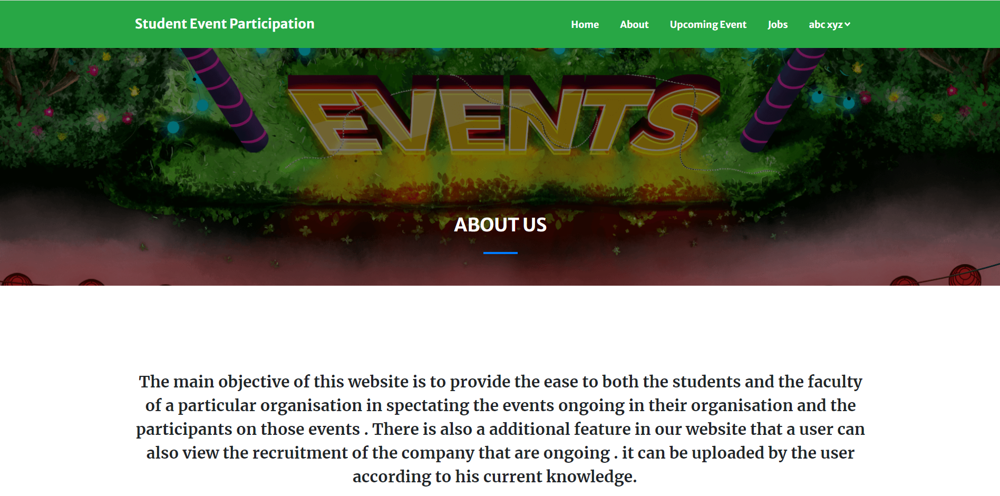 Student Event Participation
Home About Upcoming Event Jobs abc xyz
EVENTS
ABOUT US
The main objective of this website is to provide the ease to both the students and the faculty
of a particular organisation in spectating the events ongoing in their organisation and the
participants on those events . There is also a additional feature in our website that a user can
also view the recruitment of the company that are ongoing . it can be uploaded by the user
according to his current knowledge.